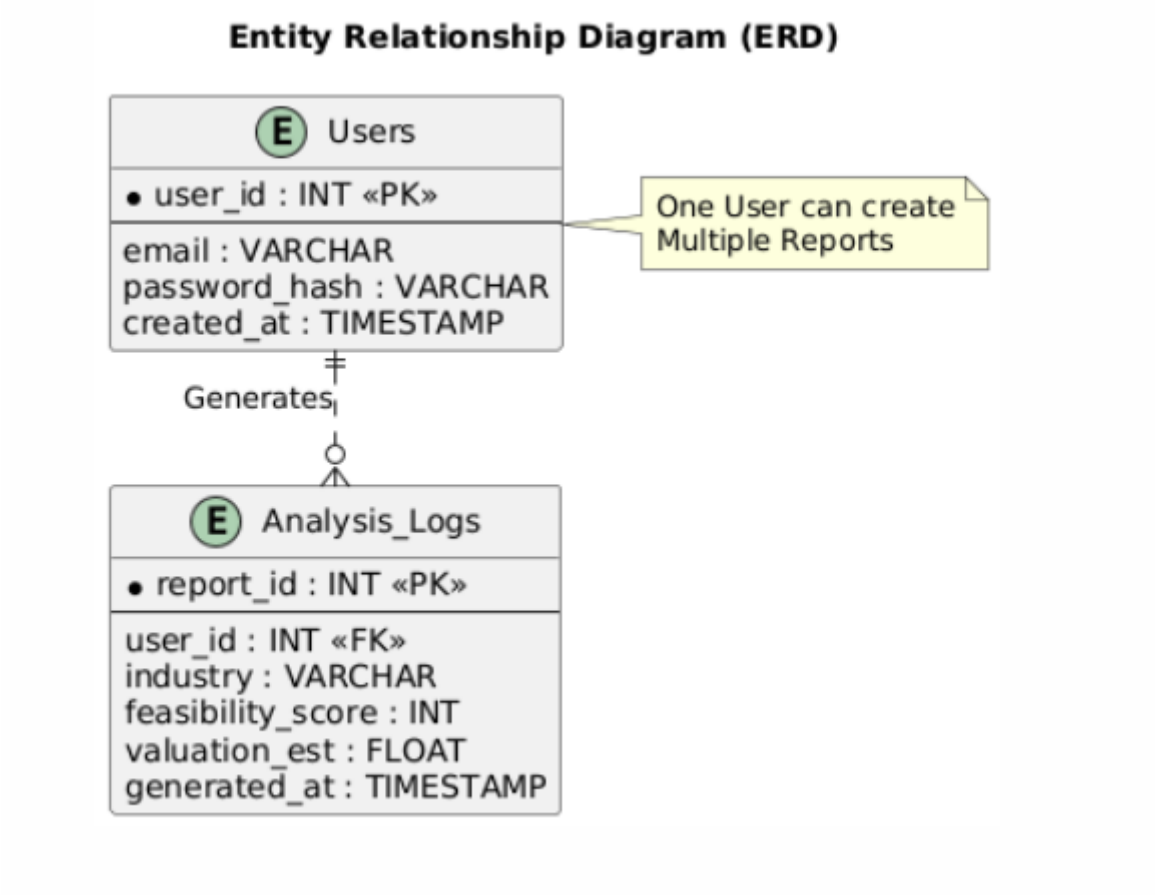 Entity Relationship Diagram (ERD)
E Users
user_id : INT «PK»
email : VARCHAR
password_hash : VARCHAR
created_at : TIMESTAMP
One User can create
Multiple Reports
Generates
E Analysis_Logs
report_id : INT «PK»
user_id : INT «FK»
industry : VARCHAR
feasibility_score : INT
valuation_est : FLOAT
generated_at : TIMESTAMP